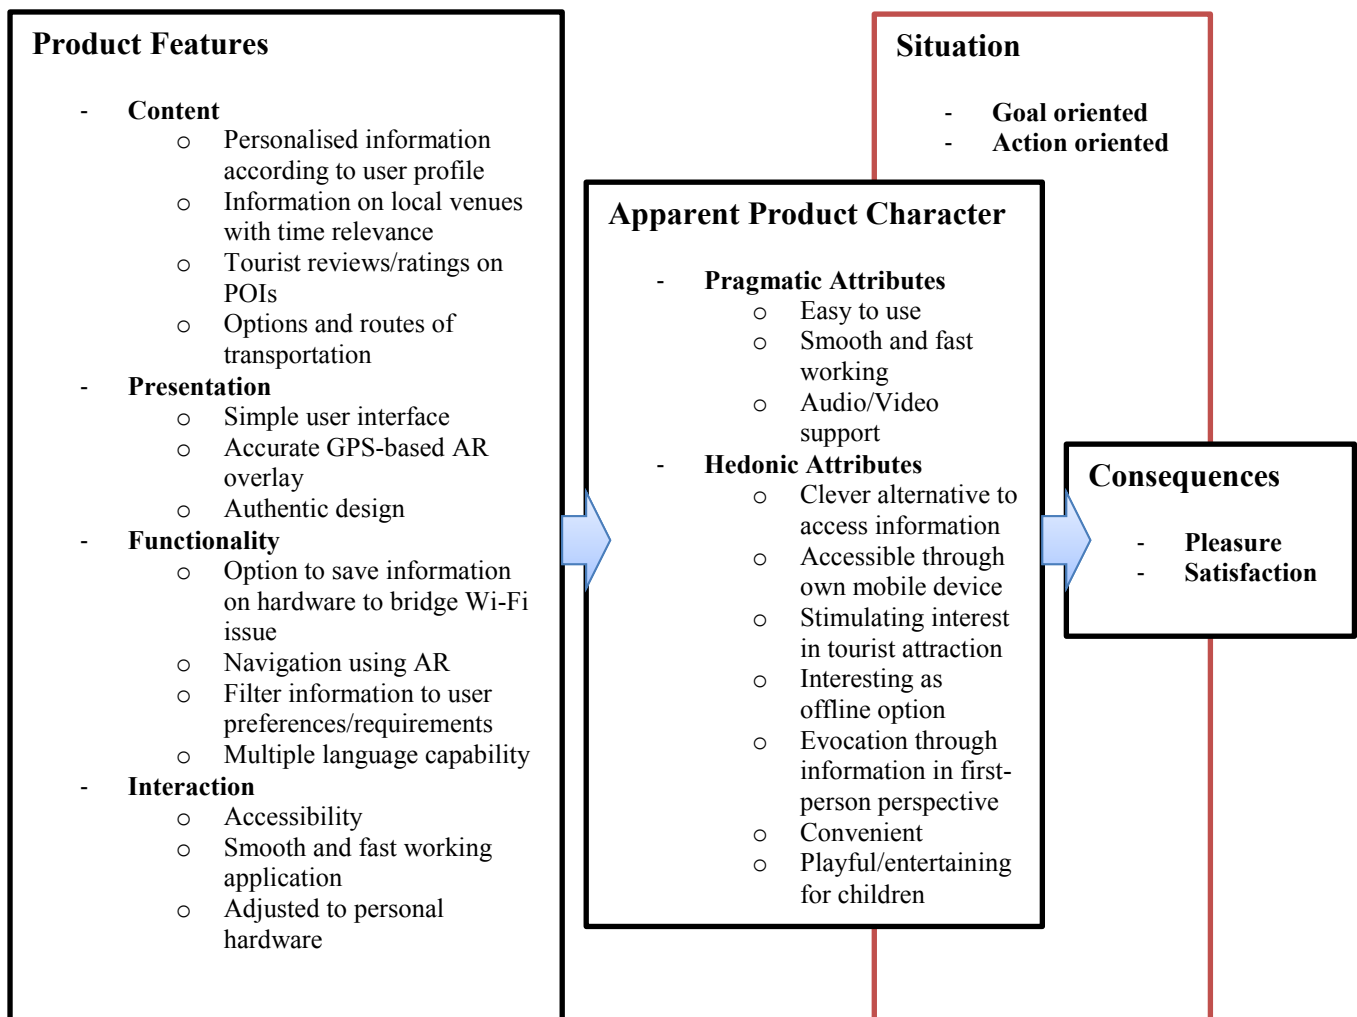 Product Features
- Content
o Personalised information
according to user profile
o Information on local venues
with time relevance
o Tourist reviews/ratings on
POIs
o Options and routes of
transportation
- Presentation
o Simple user interface
o Accurate GPS-based AR
overlay
o Authentic design
- Functionality
o Option to save information
on hardware to bridge Wi-Fi
issue
o Navigation using AR
o Filter information to user
preferences/requirements
o Multiple language capability
- Interaction
o Accessibility
o Smooth and fast working
application
o Adjusted to personal
hardware
Apparent Product Character
- Pragmatic Attributes
o Easy to use
o Smooth and fast
working
o Audio/Video
support
- Hedonic Attributes
o Clever alternative to
access information
o Accessible through
own mobile device
o Stimulating interest
in tourist attraction
o Interesting as
offline option
o Evocation through
information in first-
person perspective
o Convenient
o Playful/entertaining
for children
Situation
- Goal oriented
- Action oriented
Consequences
- Pleasure
- Satisfaction